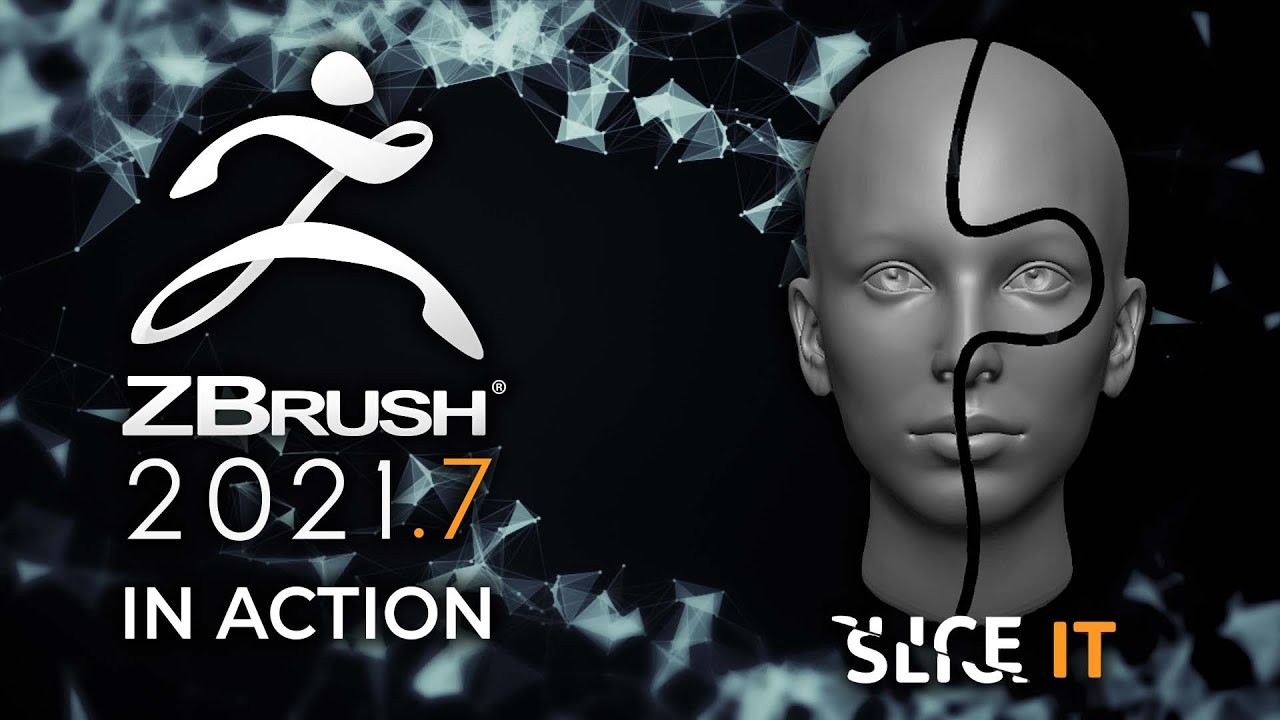 ZBRUSH®
2021.7
IN ACTION
SLICE IT